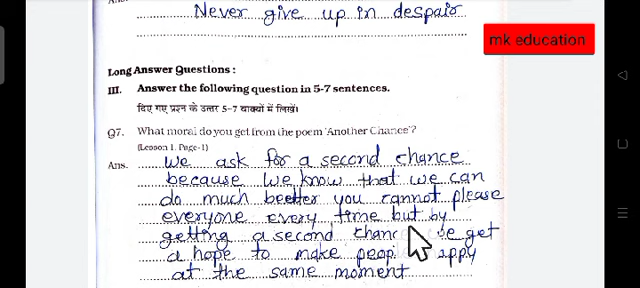 Never give up in despair
mk education
Long Answer Questions :
III. Answer the following question in 5-7 sentences.
दिए गए प्रश्न के उत्तर 5-7 वाक्यों में लिखें।
Q7. What moral do you get from the poem 'Another Chance'?
(Lesson 1, Page-1)
Ans. We ask for a second chance
because we know that we can
do much beetter you cannot please
everyone every time but by
getting a second chanc get
a hope to make peop appy
at the same moment